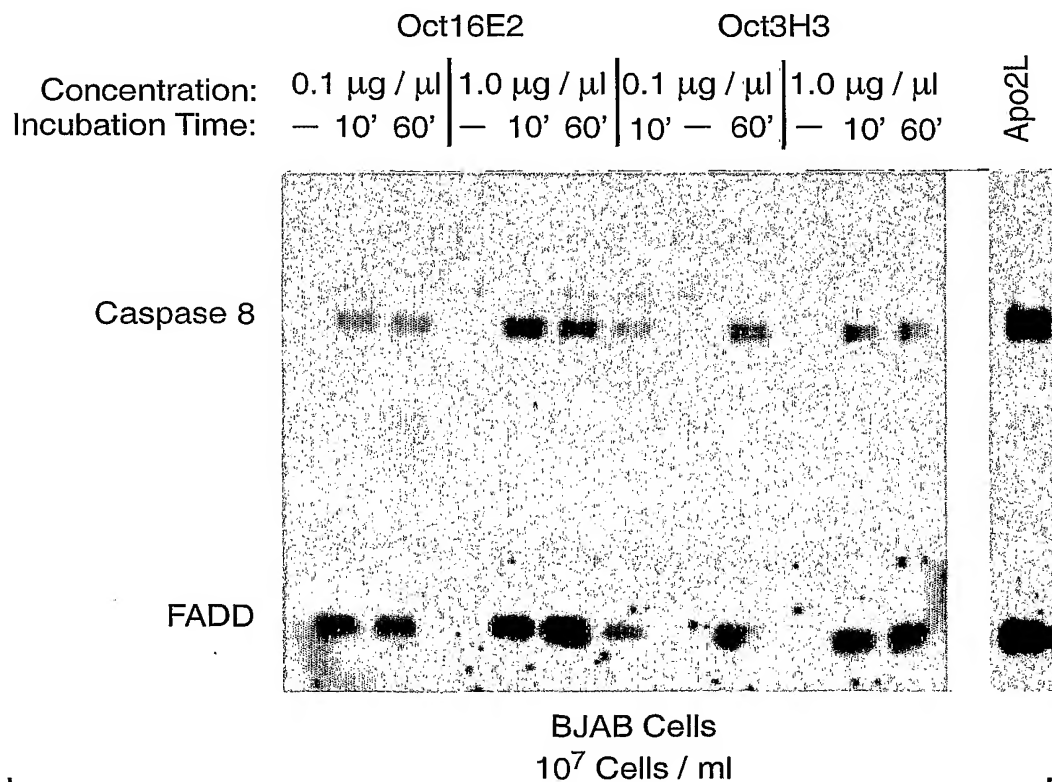 Oct16E2 Oct3H3
Concentration: 0.1 µg / µl 1.0 µg / µl 0.1 µg / µl 1.0 µg / µl
Incubation Time: — 10’ 60’ — 10’ 60’ 10’ — 60’ — 10’ 60’
Apo2L
Caspase 8
FADD
BJAB Cells
10⁷ Cells / ml